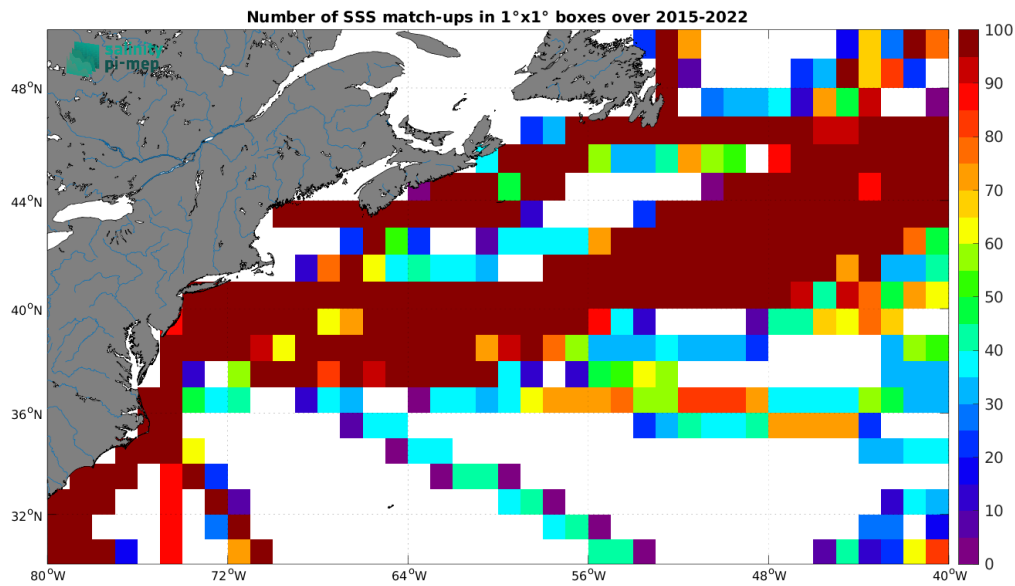 Number of SSS match-ups in 1°x1° boxes over 2015-2022
salinity
pi-mep
48°N
44°N
40°N
36°N
32°N
80°W 72°W 64°W 56°W 48°W 40°W
100
90
80
70
60
50
40
30
20
10
0